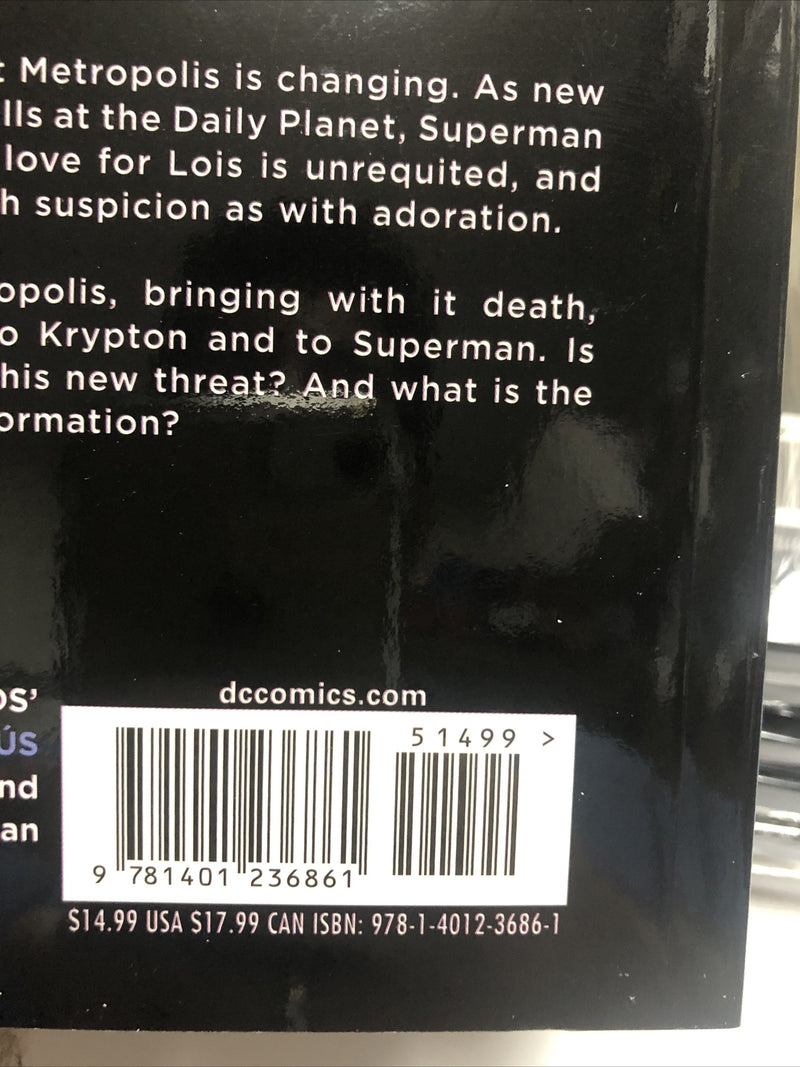 Metropolis is changing. As new
lls at the Daily Planet, Superman
love for Lois is unrequited, and
h suspicion as with adoration.
opolis, bringing with it death,
o Krypton and to Superman. Is
his new threat? And what is the
ormation?
OS'
ÚS
nd
an
dccomics.com
51499 >
9 781401 236861
$14.99 USA $17.99 CAN ISBN: 978-1-4012-3686-1